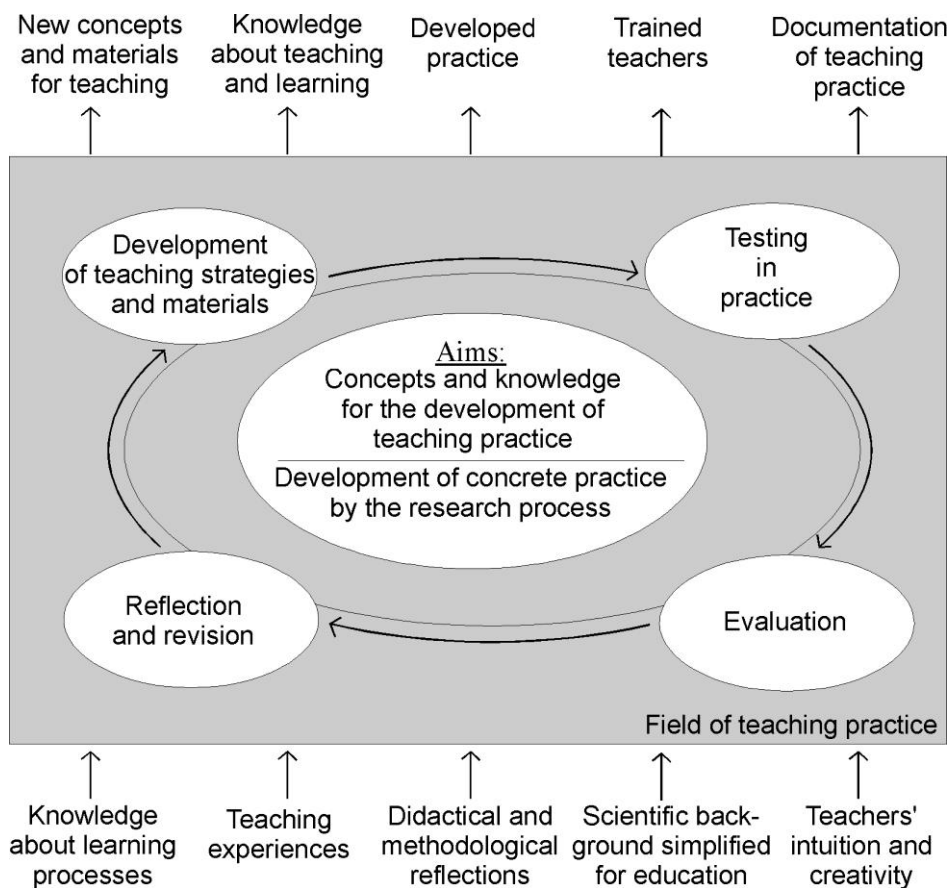 New concepts
and materials
for teaching
Knowledge
about teaching
and learning
Developed
practice
Trained
teachers
Documentation
of teaching
practice
Development
of teaching strategies
and materials
Testing
in
practice
Aims:
Concepts and knowledge
for the development of
teaching practice
Development of concrete practice
by the research process
Reflection
and revision
Evaluation
Field of teaching practice
Knowledge
about learning
processes
Teaching
experiences
Didactical and
methodological
reflections
Scientific back-
ground simplified
for education
Teachers'
intuition and
creativity